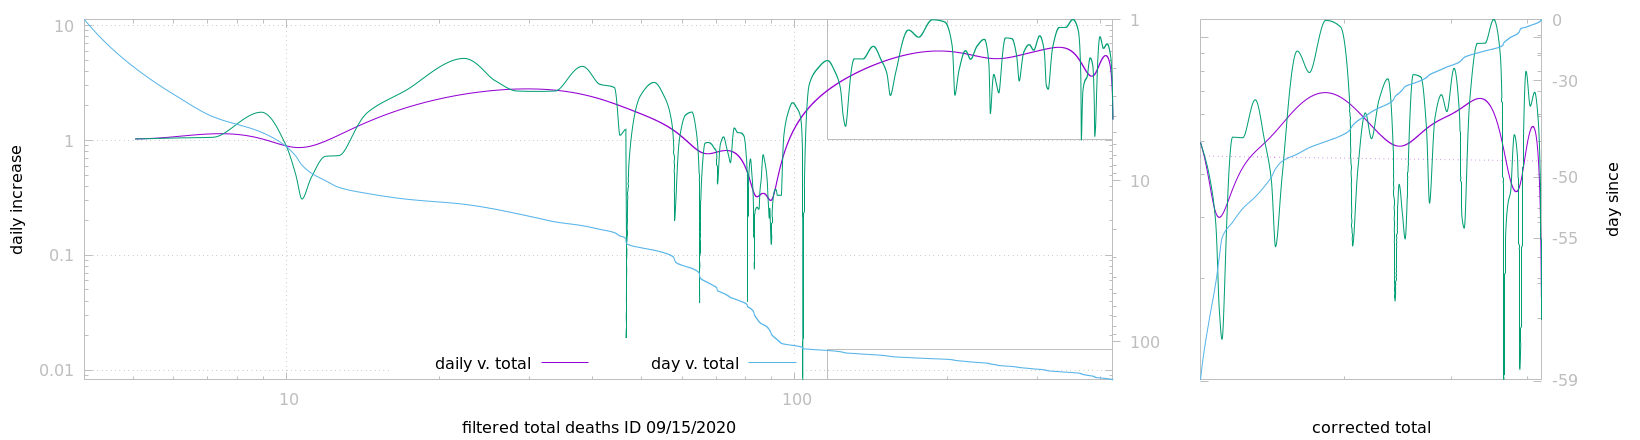 10
1
0.1
0.01
daily increase
daily v. total
day v. total
10
100
filtered total deaths ID 09/15/2020
1
10
100
0
-30
-50
-55
-59
day since
corrected total